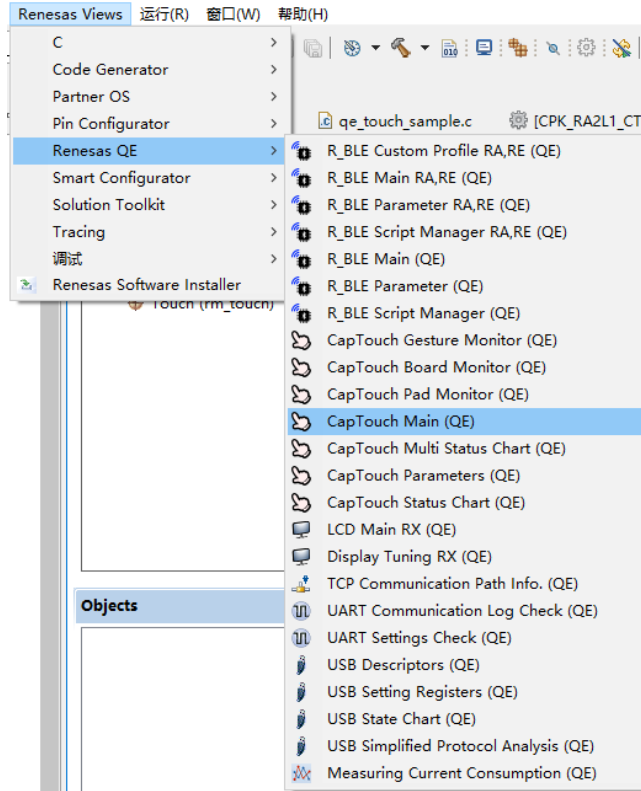 Renesas Views 运行(R) 窗口(W) 帮助(H)
C
Code Generator
Partner OS
Pin Configurator
Renesas QE
Smart Configurator
Solution Toolkit
Tracing
调试
Renesas Software Installer
010
qe_touch_sample.c
[CPK_RA2L1_CT
R_BLE Custom Profile RA,RE (QE)
R_BLE Main RA,RE (QE)
R_BLE Parameter RA,RE (QE)
R_BLE Script Manager RA,RE (QE)
R_BLE Main (QE)
R_BLE Parameter (QE)
R_BLE Script Manager (QE)
CapTouch Gesture Monitor (QE)
CapTouch Board Monitor (QE)
CapTouch Pad Monitor (QE)
CapTouch Main (QE)
CapTouch Multi Status Chart (QE)
CapTouch Parameters (QE)
CapTouch Status Chart (QE)
LCD Main RX (QE)
Display Tuning RX (QE)
TCP Communication Path Info. (QE)
UART Communication Log Check (QE)
UART Settings Check (QE)
USB Descriptors (QE)
USB Setting Registers (QE)
USB State Chart (QE)
USB Simplified Protocol Analysis (QE)
Measuring Current Consumption (QE)
Touch (rm_touch)
Objects